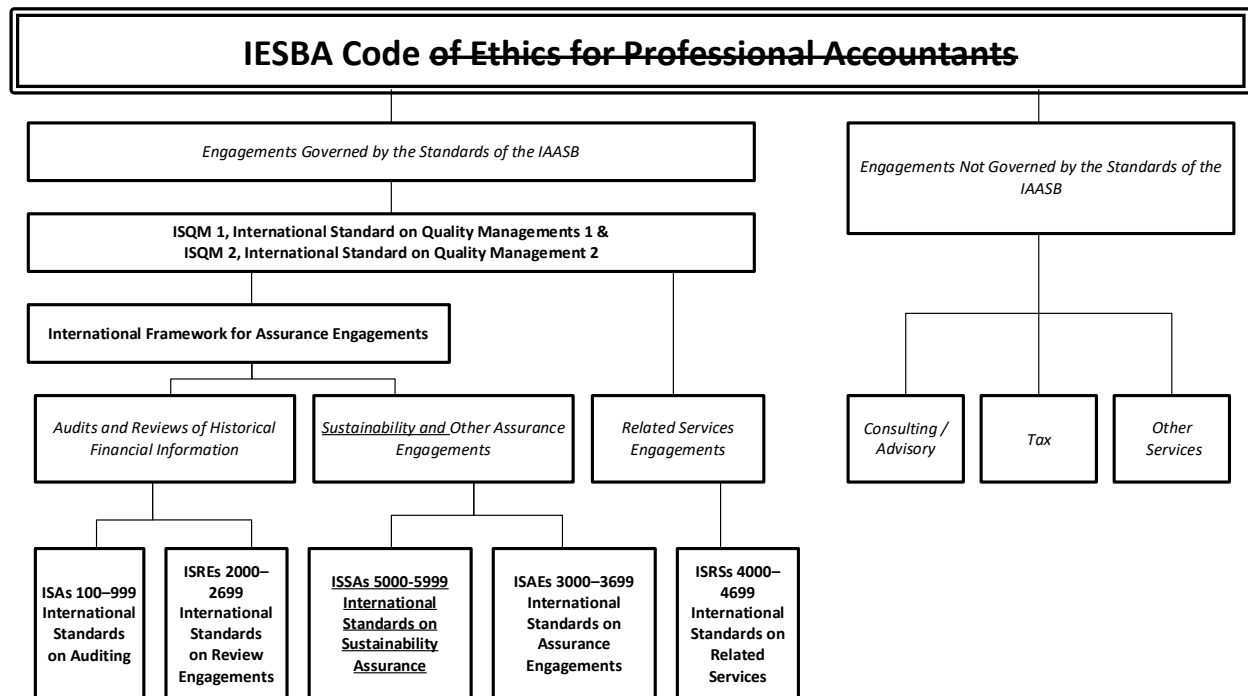 IESBA Code of Ethics for Professional Accountants
Engagements Governed by the Standards of the IAASB
Engagements Not Governed by the Standards of the
IAASB
ISQM 1, International Standard on Quality Managements 1 &
ISQM 2, International Standard on Quality Management 2
International Framework for Assurance Engagements
Audits and Reviews of Historical
Financial Information
Sustainability and Other Assurance
Engagements
Related Services
Engagements
Consulting /
Advisory
Tax
Other
Services
ISAs 100–999
International
Standards
on Auditing
ISREs 2000–
2699
International
Standards
on Review
Engagements
ISSAs 5000-5999
International
Standards on
Sustainability
Assurance
ISAEs 3000–3699
International
Standards on
Assurance
Engagements
ISRSs 4000–
4699
International
Standards on
Related
Services